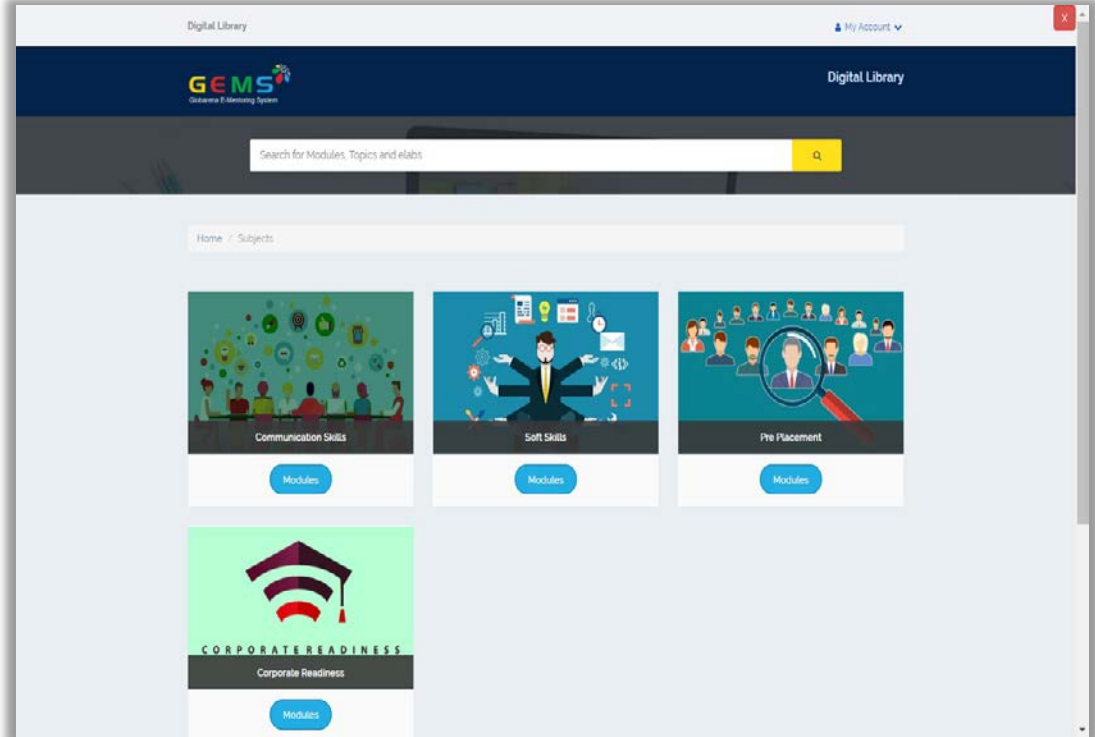 Digital Library
My Account
X
GEMS
Globarena E-Mentoring System
Digital Library
Search for Modules, Topics and elabs
Home / Subjects
Communication Skills
Soft Skills
Pre Placement
Modules
Modules
Modules
CORPORATE READINESS
Corporate Readiness
Modules